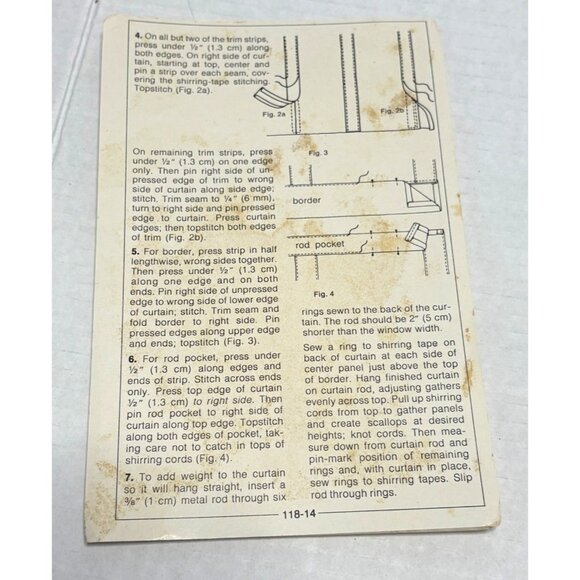 4. On all but two of the trim strips,
press under ½" (1.3 cm) along
both edges. On right side of cur-
tain, starting at top, center and
pin a strip over each seam, cov-
ering the shirring-tape stitching.
Topstitch (Fig. 2a).
Fig. 2a
Fig. 2b
On remaining trim strips, press
under ½" (1.3 cm) on one edge
only. Then pin right side of un-
pressed edge of trim to wrong
side of curtain along side edge;
stitch. Trim seam to ¼" (6 mm),
turn to right side and pin pressed
edge to curtain. Press curtain
edges; then topstitch both edges
of trim (Fig. 2b).
5. For border, press strip in half
lengthwise, wrong sides together.
Then press under ½" (1.3 cm)
along one edge and on both
ends. Pin right side of unpressed
edge to wrong side of lower edge
of curtain; stitch. Trim seam and
fold border to right side. Pin
pressed edges along upper edge
and ends; topstitch (Fig. 3).
6. For rod pocket, press under
½" (1.3 cm) along edges and
ends of strip. Stitch across ends
only. Press top edge of curtain
½" (1.3 cm) to right side. Then
pin rod pocket to right side of
curtain along top edge. Topstitch
along both edges of pocket, tak-
ing care not to catch in tops of
shirring cords (Fig. 4).
7. To add weight to the curtain
so it will hang straight, insert a
⅜" (1 cm) metal rod through six
Fig. 3
border
rod pocket
Fig. 4
rings sewn to the back of the cur-
tain. The rod should be 2" (5 cm)
shorter than the window width.
Sew a ring to shirring tape on
back of curtain at each side of
center panel just above the top
of border. Hang finished curtain
on curtain rod, adjusting gathers
evenly across top. Pull up shirring
cords from top to gather panels
and create scallops at desired
heights; knot cords. Then mea-
sure down from curtain rod and
pin-mark position of remaining
rings and, with curtain in place,
sew rings to shirring tapes. Slip
rod through rings.
118-14